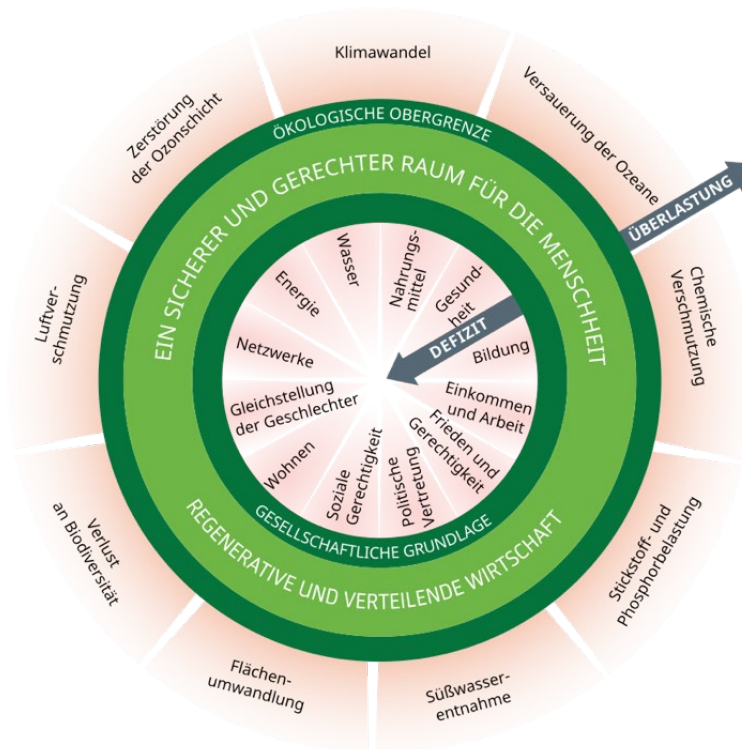 Klimawandel
Versauerung der Ozeane
ÜBERLASTUNG
Chemische
Verschmutzung
Stickstoff- und
Phosphorbelastung
Süßwasser-
entnahme
Flächen-
umwandlung
Verlust
an Biodiversität
Luftver-
schmutzung
Zerstörung
der Ozonschicht
ÖKOLOGISCHE OBERGRENZE
EIN SICHERER UND GERECHTER RAUM FÜR DIE MENSCHHEIT
Wasser
Nahrungs-
mittel
Gesund-
heit
DEFIZIT
Bildung
Einkommen
und Arbeit
Frieden und
Gerechtigkeit
Politische
Vertretung
Soziale
Gerechtigkeit
Wohnen
Gleichstellung
der Geschlechter
Netzwerke
Energie
GESELLSCHAFTLICHE GRUNDLAGE
REGENERATIVE UND VERTEILENDE WIRTSCHAFT